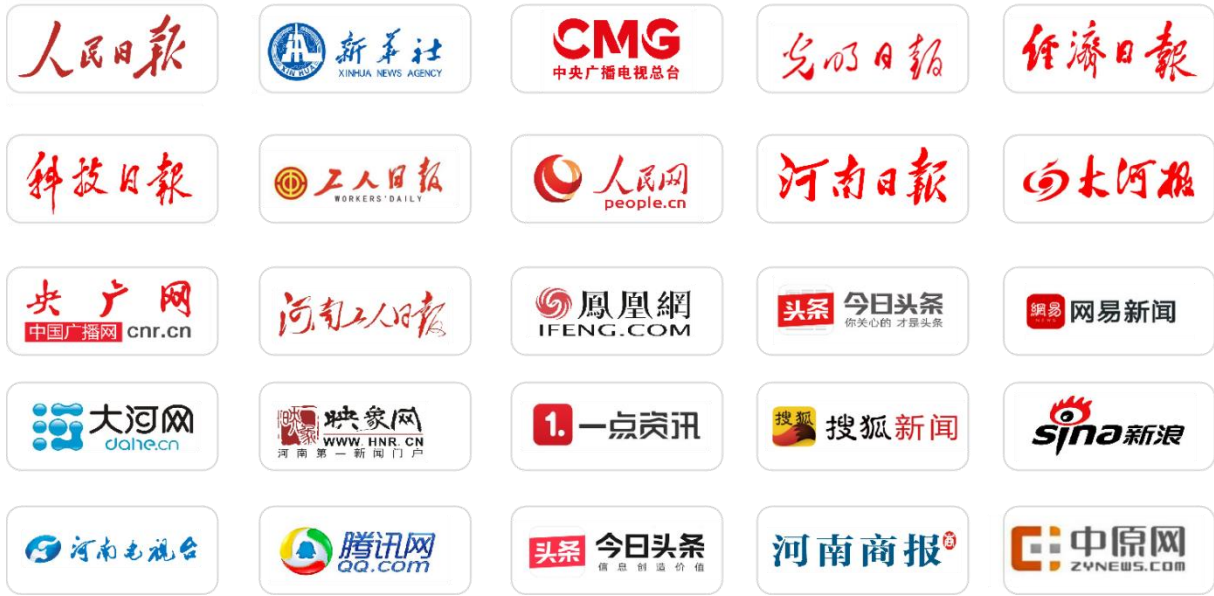 人民日報
新華社
XINHUA NEWS AGENCY
XIN HUA
CMG
中央广播电视总台
光明日報
經濟日報
科技日報
工人日報
WORKERS'DAILY
人民网
people.cn
河南日報
大河报
央广网
中国广播网 cnr.cn
河南工人日報
鳳凰網
IFENG.COM
头条 今日头条
你关心的 才是头条
網易
NEWS
网易新闻
大河网
dahe.cn
映象
映象网
WWW.HNR.CN
河南第一新闻门户
1. 一点资讯
搜狐 搜狐新闻
sina新浪
河南电视台
腾讯网
QQ.com
头条 今日头条
信息创造价值
河南商报
商
中原网
ZYNEWS.COM